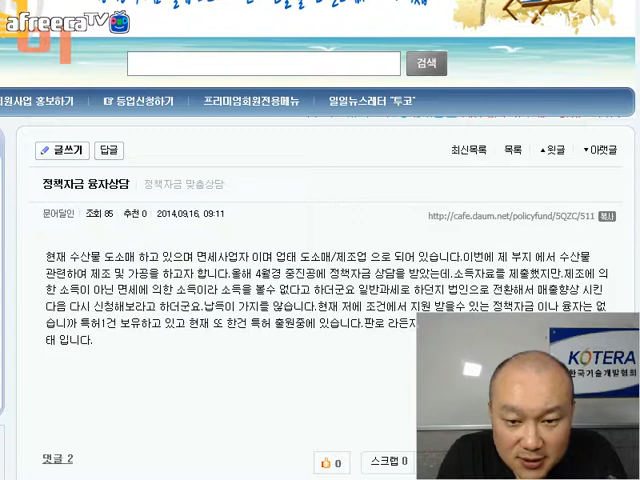 afreecaTV
검색
원사업 홍보하기 등업신청하기 프리미엄회원전용메뉴 일일뉴스레터 "투고"
글쓰기 답글 최신목록 목록 ▲윗글 ▼아랫글
정책자금 융자상담 정책자금 맞춤상담
문어달인 조회 85 추천 0 2014,09,16, 09:11 http://cafe.daum.net/policyfund/5QZC/511 복사
현재 수산물 도소매 하고 있으며 면세사업자 이며 업태 도소매/제조업 으로 되어 있습니다.이번에 제 부지 에서 수산물
관련하여 제조 및 가공을 하고자 합니다.올해 4월경 중진공에 정책자금 상담을 받았는데.소득자료를 제출했지만.제조에 의
한 소득이 아닌 면세에 의한 소득이라 소득을 볼수 없다고 하더군요 일반과세로 하던지 법인으로 전환해서 매출향상 시킨
다음 다시 신청해보라고 하더군요.납득이 가지를 않습니다.현재 저에 조건에서 지원 받을수 있는 정책자금 이나 융자는 없
습니까 특허1건 보유하고 있고 현재 또 한건 특허 출원중에 있습니다.판로 라든지
태 입니다.
KOTERA
한국기술개발협회
댓글 2
0
스크랩 0